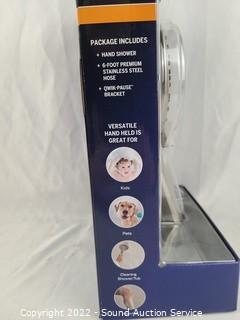 PACKAGE INCLUDES
• HAND SHOWER
• 6-FOOT PREMIUM
STAINLESS STEEL
HOSE
• QWIK-PAUSE™
BRACKET
VERSATILE
HAND HELD IS
GREAT FOR
Kids
Pets
Cleaning
Shower/Tub
Copyright 2022 - Sound Auction Service